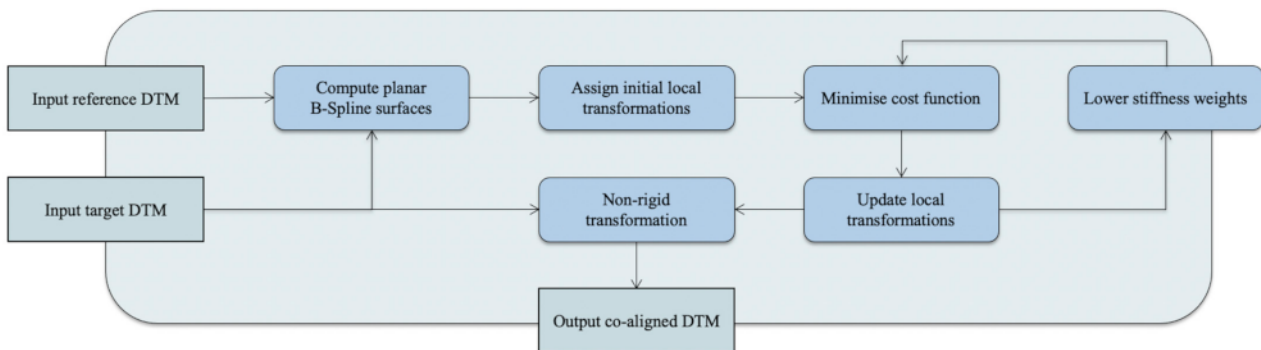 Input reference DTM
Compute planar
B-Spline surfaces
Assign initial local
transformations
Minimise cost function
Lower stiffness weights
Input target DTM
Non-rigid
transformation
Update local
transformations
Output co-aligned DTM